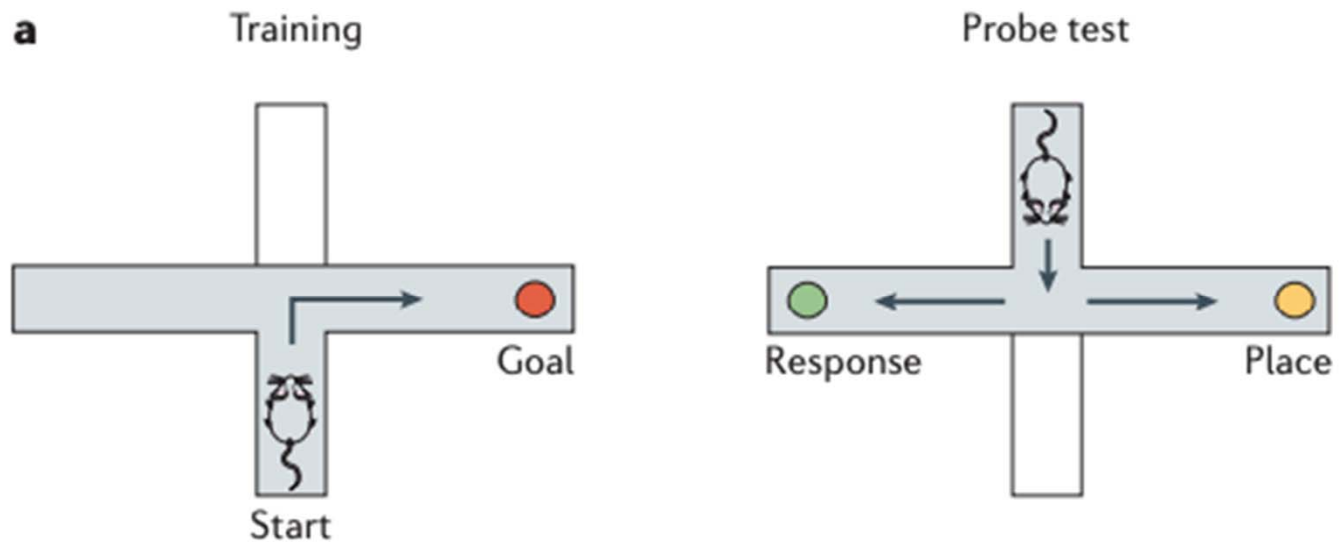 a
Training
Probe test
Goal
Response
Place
Start